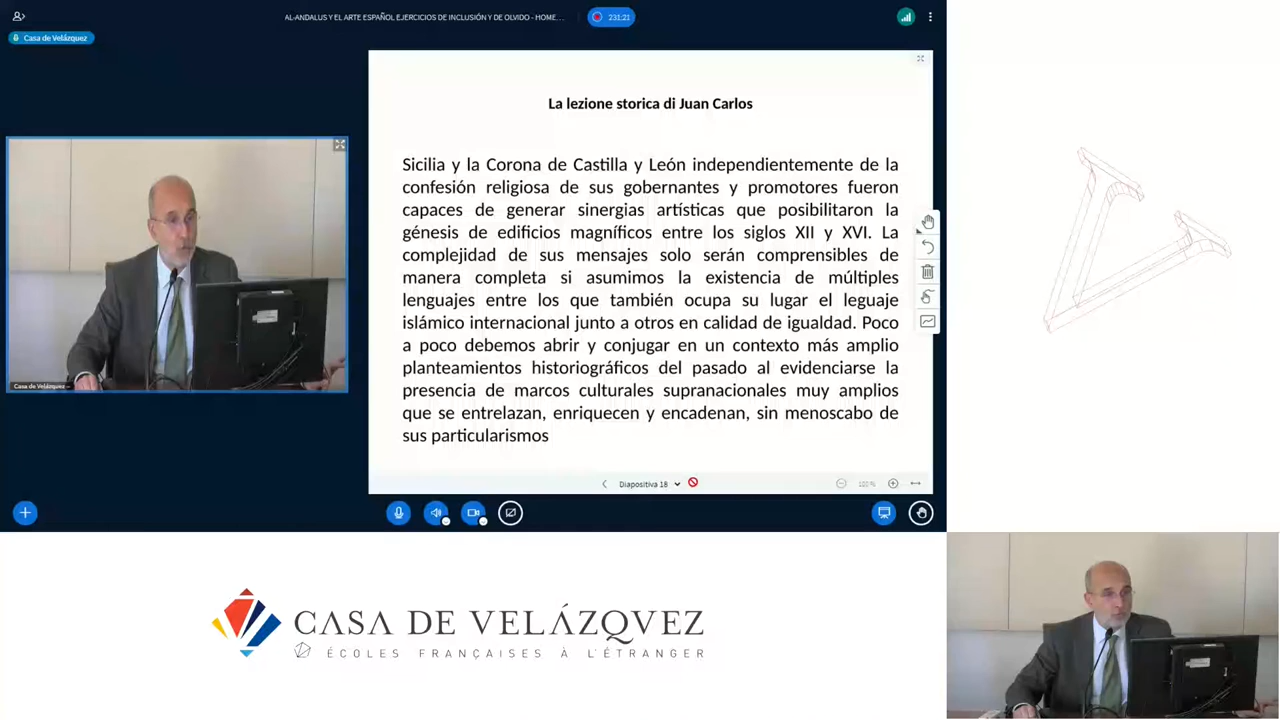 AL-ANDALUS Y EL ARTE ESPAÑOL EJERCICIOS DE INCLUSIÓN Y DE OLVIDO - HOME...
231:21
Casa de Velázquez
La lezione storica di Juan Carlos
Sicilia y la Corona de Castilla y León independientemente de la
confesión religiosa de sus gobernantes y promotores fueron
capaces de generar sinergias artísticas que posibilitaron la
génesis de edificios magníficos entre los siglos XII y XVI. La
complejidad de sus mensajes solo serán comprensibles de
manera completa si asumimos la existencia de múltiples
lenguajes entre los que también ocupa su lugar el leguaje
islámico internacional junto a otros en calidad de igualdad. Poco
a poco debemos abrir y conjugar en un contexto más amplio
planteamientos historiográficos del pasado al evidenciarse la
presencia de marcos culturales supranacionales muy amplios
que se entrelazan, enriquecen y encadenan, sin menoscabo de
sus particularismos
Casa de Velázquez
Diapositiva 18
100 %
CASA DE VELÁZQVEZ
ÉCOLES FRANÇAISES À L'ÉTRANGER